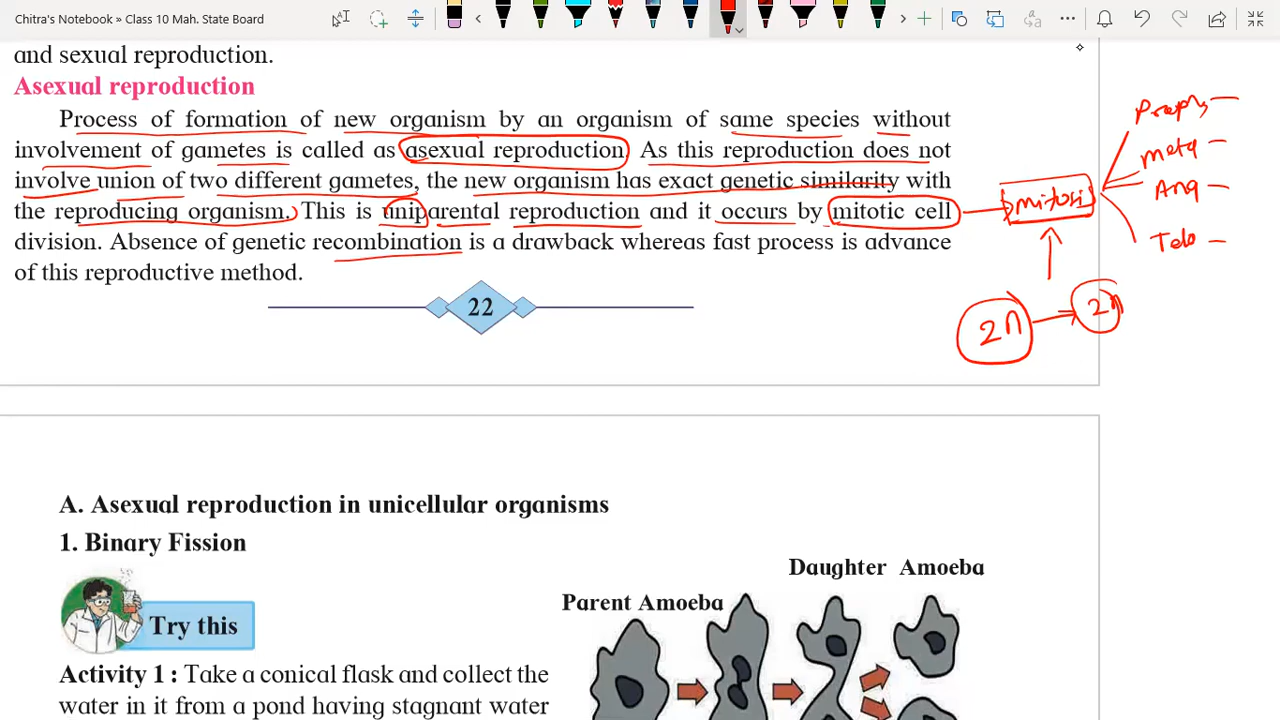 Chitra's Notebook » Class 10 Mah. State Board
and sexual reproduction.
Asexual reproduction
Process of formation of new organism by an organism of same species without
involvement of gametes is called as asexual reproduction. As this reproduction does not
involve union of two different gametes, the new organism has exact genetic similarity with
the reproducing organism. This is uniparental reproduction and it occurs by mitotic cell
division. Absence of genetic recombination is a drawback whereas fast process is advance
of this reproductive method.
mitosis
Proph
meta
Ana
Telo
2n
2n
22
A. Asexual reproduction in unicellular organisms
1. Binary Fission
Try this
Daughter Amoeba
Parent Amoeba
Activity 1 : Take a conical flask and collect the
water in it from a pond having stagnant water